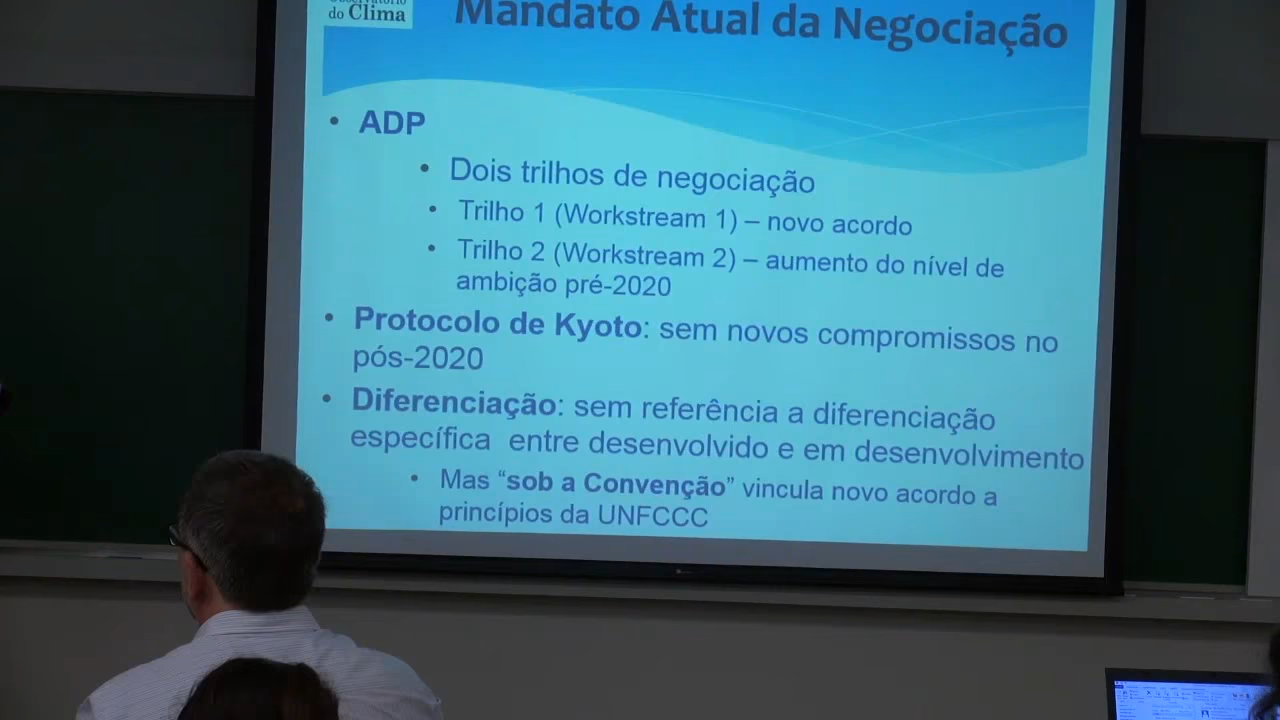 do Clima
Mandato Atual da Negociação
• ADP
• Dois trilhos de negociação
• Trilho 1 (Workstream 1) – novo acordo
• Trilho 2 (Workstream 2) – aumento do nível de
ambição pré-2020
• Protocolo de Kyoto: sem novos compromissos no
pós-2020
• Diferenciação: sem referência a diferenciação
específica entre desenvolvido e em desenvolvimento
• Mas “sob a Convenção” vincula novo acordo a
princípios da UNFCCC